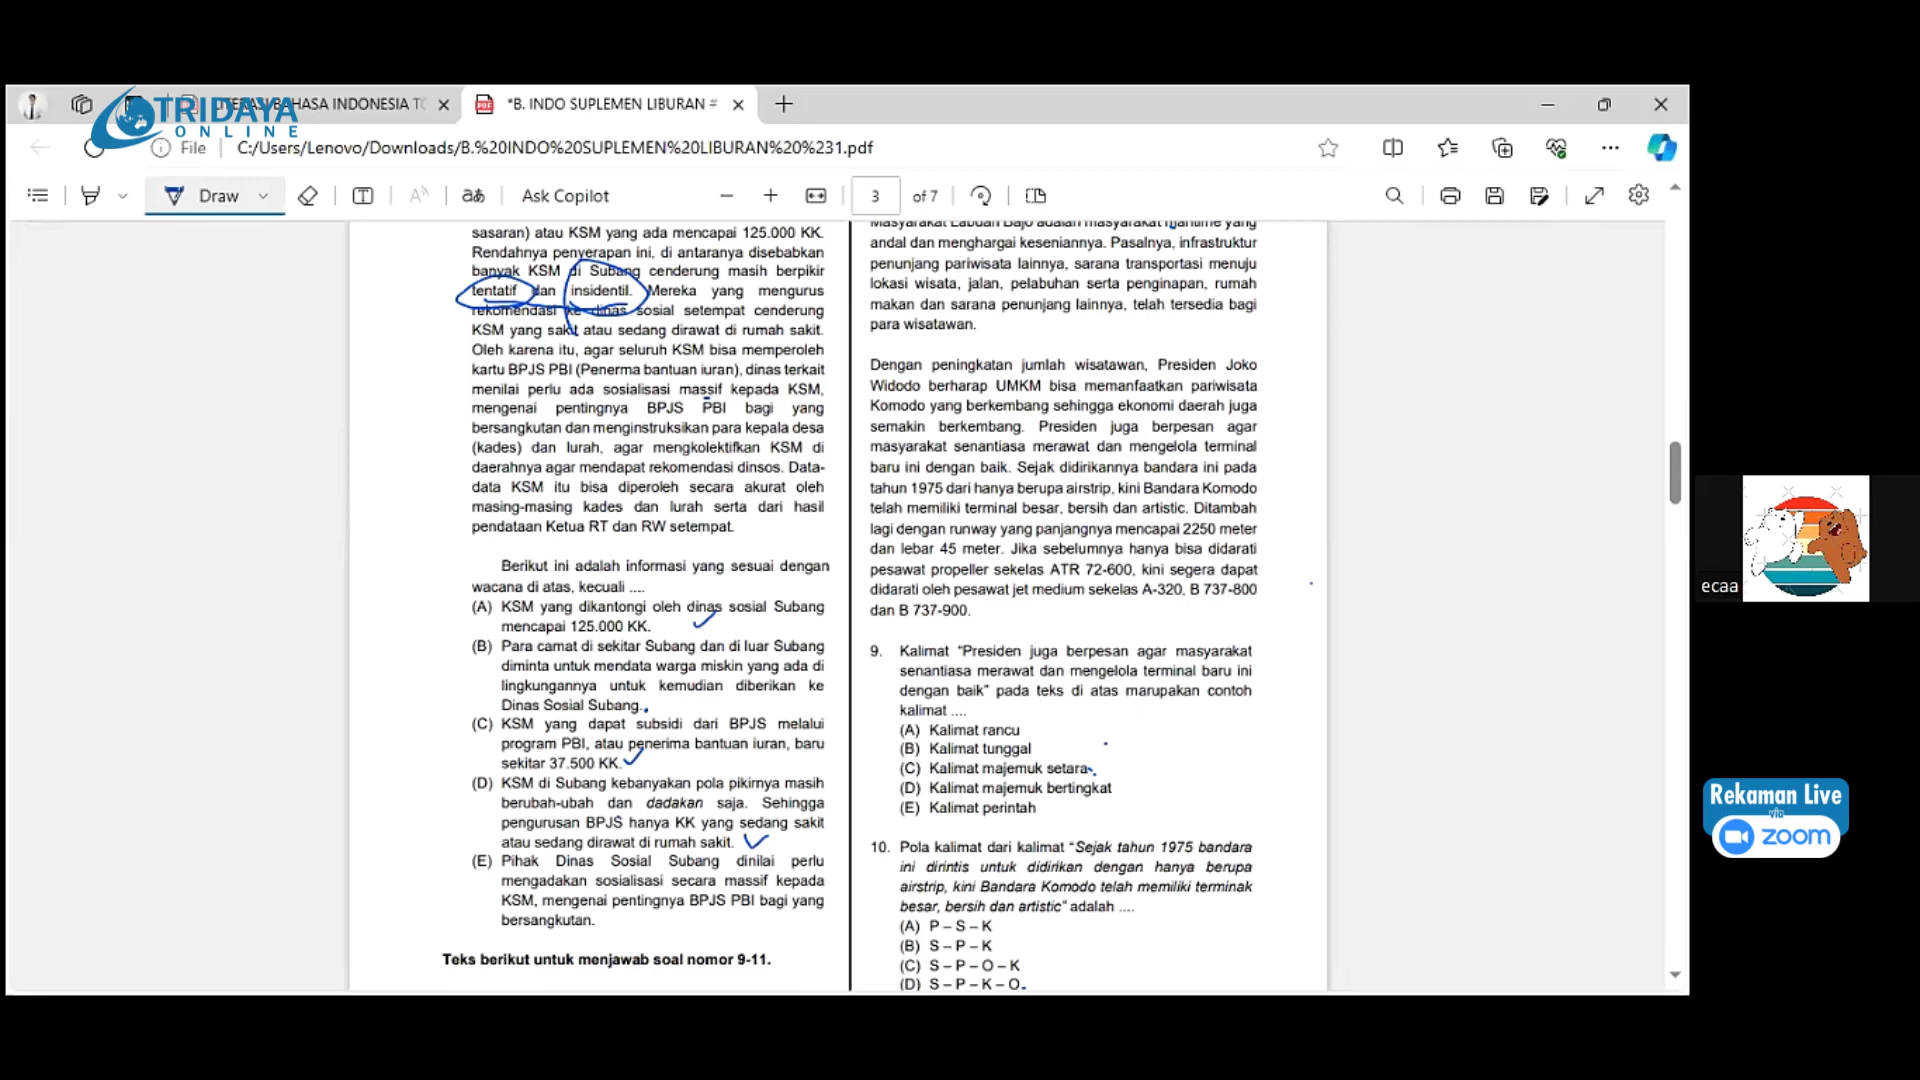 TRIDAYA
ONLINE
BAHASA INDONESIA
*B. INDO SUPLEMEN LIBURAN #
File
C:/Users/Lenovo/Downloads/B.%20INDO%20SUPLEMEN%20LIBURAN%20%231.pdf
Draw
Ask Copilot
3 of 7
sasaran) atau KSM yang ada mencapai 125.000 KK.
Rendahnya penyerapan ini, di antaranya disebabkan
banyak KSM di Subang cenderung masih berpikir
tentatif dan insidentil. Mereka yang mengurus
rekomendasi ke dinas sosial setempat cenderung
KSM yang sakit atau sedang dirawat di rumah sakit.
Oleh karena itu, agar seluruh KSM bisa memperoleh
kartu BPJS PBI (Penerma bantuan iuran), dinas terkait
menilai perlu ada sosialisasi massif kepada KSM,
mengenai pentingnya BPJS PBI bagi yang
bersangkutan dan menginstruksikan para kepala desa
(kades) dan lurah, agar mengkolektifkan KSM di
daerahnya agar mendapat rekomendasi dinsos. Data-
data KSM itu bisa diperoleh secara akurat oleh
masing-masing kades dan lurah serta dari hasil
pendataan Ketua RT dan RW setempat.
Berikut ini adalah informasi yang sesuai dengan
wacana di atas, kecuali ....
(A) KSM yang dikantongi oleh dinas sosial Subang
mencapai 125.000 KK.
(B) Para camat di sekitar Subang dan di luar Subang
diminta untuk mendata warga miskin yang ada di
lingkungannya untuk kemudian diberikan ke
Dinas Sosial Subang.
(C) KSM yang dapat subsidi dari BPJS melalui
program PBI, atau penerima bantuan iuran, baru
sekitar 37.500 KK.
(D) KSM di Subang kebanyakan pola pikirnya masih
berubah-ubah dan dadakan saja. Sehingga
pengurusan BPJS hanya KK yang sedang sakit
atau sedang dirawat di rumah sakit.
(E) Pihak Dinas Sosial Subang dinilai perlu
mengadakan sosialisasi secara massif kepada
KSM, mengenai pentingnya BPJS PBI bagi yang
bersangkutan.
Teks berikut untuk menjawab soal nomor 9-11.
Masyarakat Labuan Bajo adalah masyarakat maritime yang
andal dan menghargai keseniannya. Pasalnya, infrastruktur
penunjang pariwisata lainnya, sarana transportasi menuju
lokasi wisata, jalan, pelabuhan serta penginapan, rumah
makan dan sarana penunjang lainnya, telah tersedia bagi
para wisatawan.
Dengan peningkatan jumlah wisatawan, Presiden Joko
Widodo berharap UMKM bisa memanfaatkan pariwisata
Komodo yang berkembang sehingga ekonomi daerah juga
semakin berkembang. Presiden juga berpesan agar
masyarakat senantiasa merawat dan mengelola terminal
baru ini dengan baik. Sejak didirikannya bandara ini pada
tahun 1975 dari hanya berupa airstrip, kini Bandara Komodo
telah memiliki terminal besar, bersih dan artistic. Ditambah
lagi dengan runway yang panjangnya mencapai 2250 meter
dan lebar 45 meter. Jika sebelumnya hanya bisa didarati
pesawat propeller sekelas ATR 72-600, kini segera dapat
didarati oleh pesawat jet medium sekelas A-320, B 737-800
dan B 737-900.
9. Kalimat “Presiden juga berpesan agar masyarakat
senantiasa merawat dan mengelola terminal baru ini
dengan baik” pada teks di atas marupakan contoh
kalimat ....
(A) Kalimat rancu
(B) Kalimat tunggal
(C) Kalimat majemuk setara
(D) Kalimat majemuk bertingkat
(E) Kalimat perintah
10. Pola kalimat dari kalimat “Sejak tahun 1975 bandara
ini dirintis untuk didirikan dengan hanya berupa
airstrip, kini Bandara Komodo telah memiliki terminak
besar, bersih dan artistic” adalah ....
(A) P – S – K
(B) S – P – K
(C) S – P – O – K
(D) S – P – K – O
ecaa
Rekaman Live
via
zoom